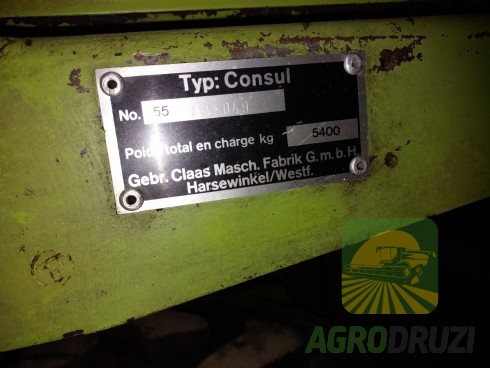 Typ: Consul
No. 55
Poids total en charge kg 5400
Gebr. Claas Masch. Fabrik G.m.b.H.
Harsewinkel/Westf.
AGRODRUZI